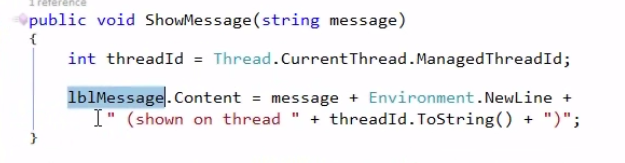 1 reference
public void ShowMessage(string message)
{
int threadId = Thread.CurrentThread.ManagedThreadId;
lblMessage.Content = message + Environment.NewLine +
" (shown on thread " + threadId.ToString() + ")";
}